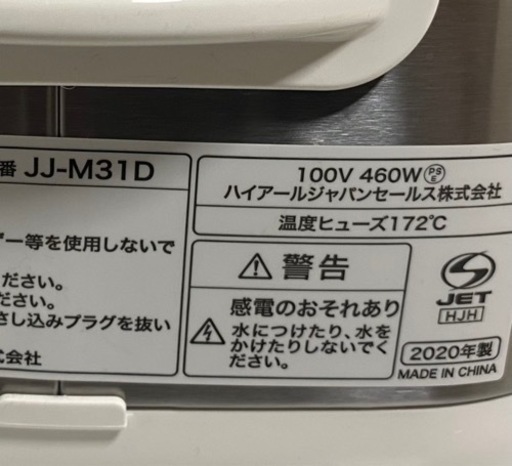 番 JJ-M31D
ー等を使用しないで
ださい。
ださい。
さし込みプラグを抜い
式会社
100V 460W PSE
ハイアールジャパンセールス株式会社
温度ヒューズ172℃
⚠ 警告
感電のおそれあり
水につけたり、水を
かけたりしないでく
ださい。
S
JET
HJH
2020年製
MADE IN CHINA